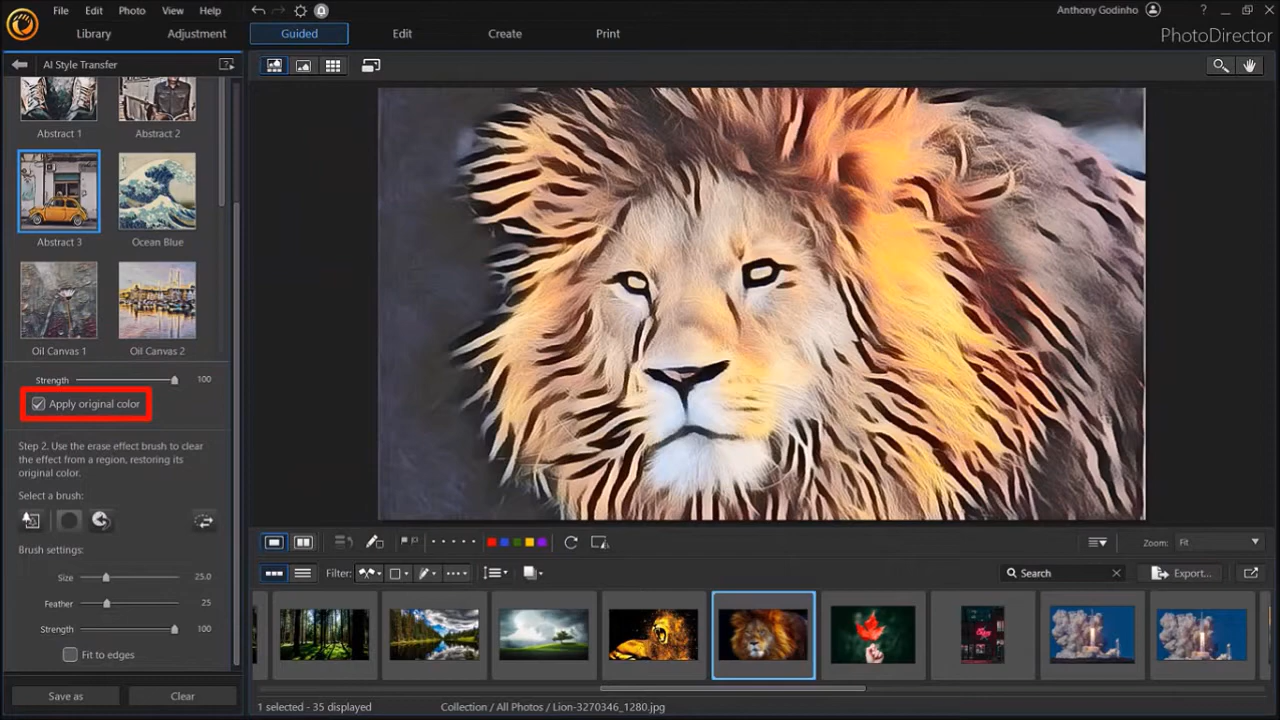 File Edit Photo View Help
Anthony Godinho
?
Library Adjustment Guided Edit Create Print
PhotoDirector
AI Style Transfer
Abstract 1 Abstract 2
Abstract 3 Ocean Blue
Oil Canvas 1 Oil Canvas 2
Strength 100
Apply original color
Step 2. Use the erase effect brush to clear
the effect from a region, restoring its
original color.
Select a brush:
Brush settings:
Size 25.0
Feather 25
Strength 100
Fit to edges
Save as Clear
Zoom: Fit
Filter:
Search
Export...
1 selected - 35 displayed
Collection / All Photos / Lion-3270346_1280.jpg